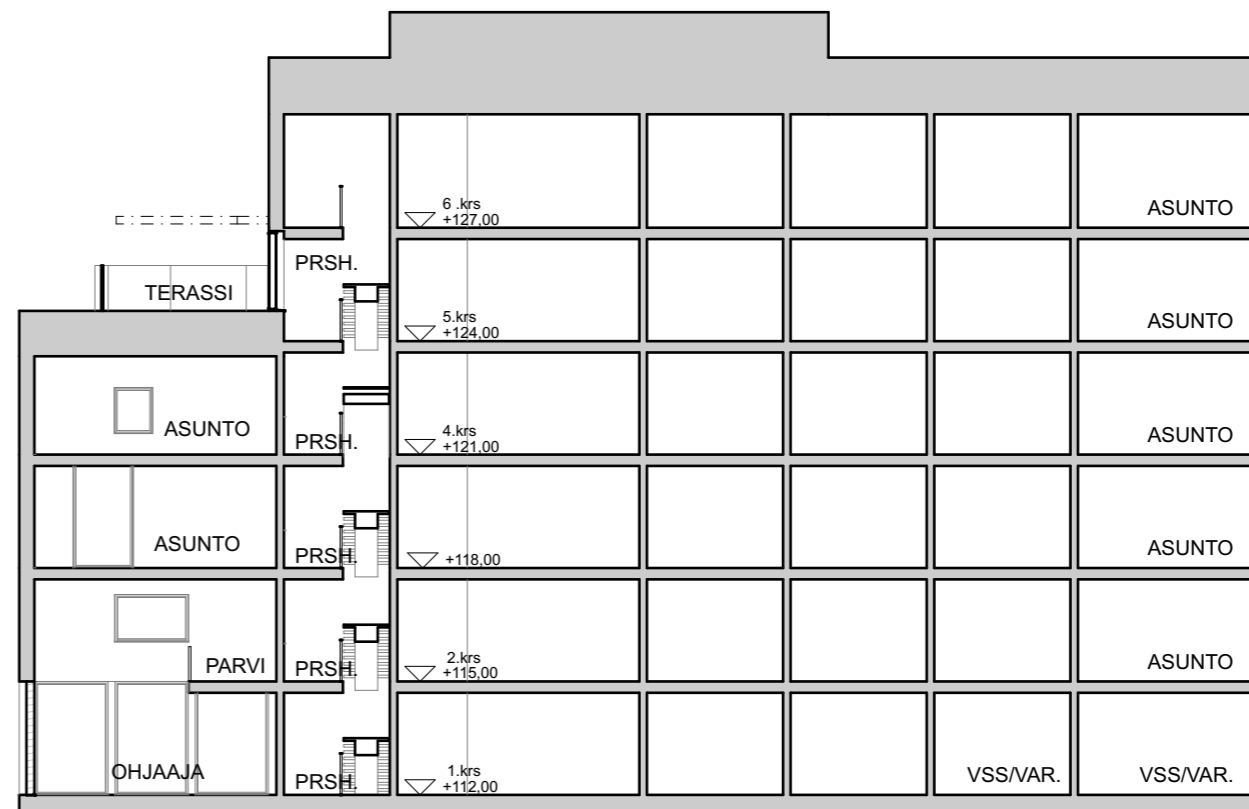 6 .krs
+127,00
ASUNTO
PRSH.
TERASSI
5.krs
+124,00
ASUNTO
ASUNTO
PRSH.
4.krs
+121,00
ASUNTO
ASUNTO
PRSH.
+118,00
ASUNTO
PARVI
PRSH.
2.krs
+115,00
ASUNTO
OHJAAJA
PRSH.
1.krs
+112,00
VSS/VAR.
VSS/VAR.